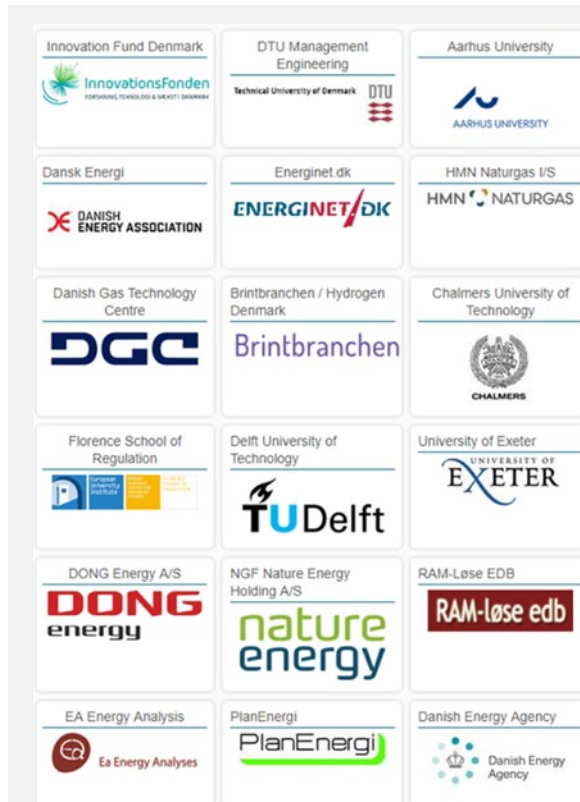 Innovation Fund Denmark
InnovationsFonden
FORSKNING, TEKNOLOGI & VÆKST I DANMARK
DTU Management
Engineering
Technical University of Denmark
DTU
Aarhus University
AARHUS UNIVERSITY
Dansk Energi
DANISH
ENERGY ASSOCIATION
Energinet.dk
ENERGINET/DK
HMN Naturgas I/S
HMN NATURGAS
Danish Gas Technology
Centre
DGC
Brintbranchen / Hydrogen
Denmark
Brintbranchen
Chalmers University of
Technology
CHALMERS
Florence School of
Regulation
European
University
Institute
Delft University of
Technology
TUDelft
University of Exeter
UNIVERSITY OF
EXETER
DONG Energy A/S
DONG
energy
NGF Nature Energy
Holding A/S
nature
energy
RAM-Løse EDB
RAM-løse edb
EA Energy Analysis
Ea
Ea Energy Analyses
PlanEnergi
PlanEnergi
Danish Energy Agency
Danish Energy
Agency